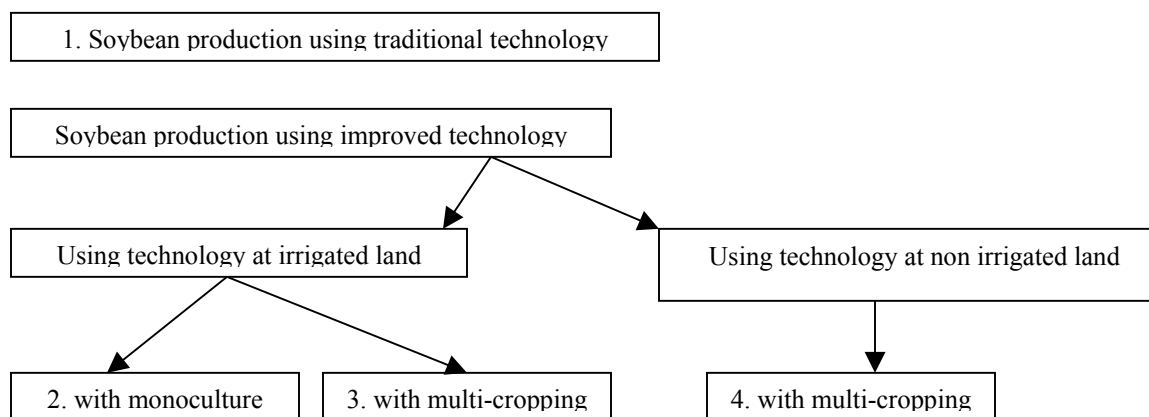 1. Soybean production using traditional technology
Soybean production using improved technology
Using technology at irrigated land
Using technology at non irrigated land
2. with monoculture
3. with multi-cropping
4. with multi-cropping